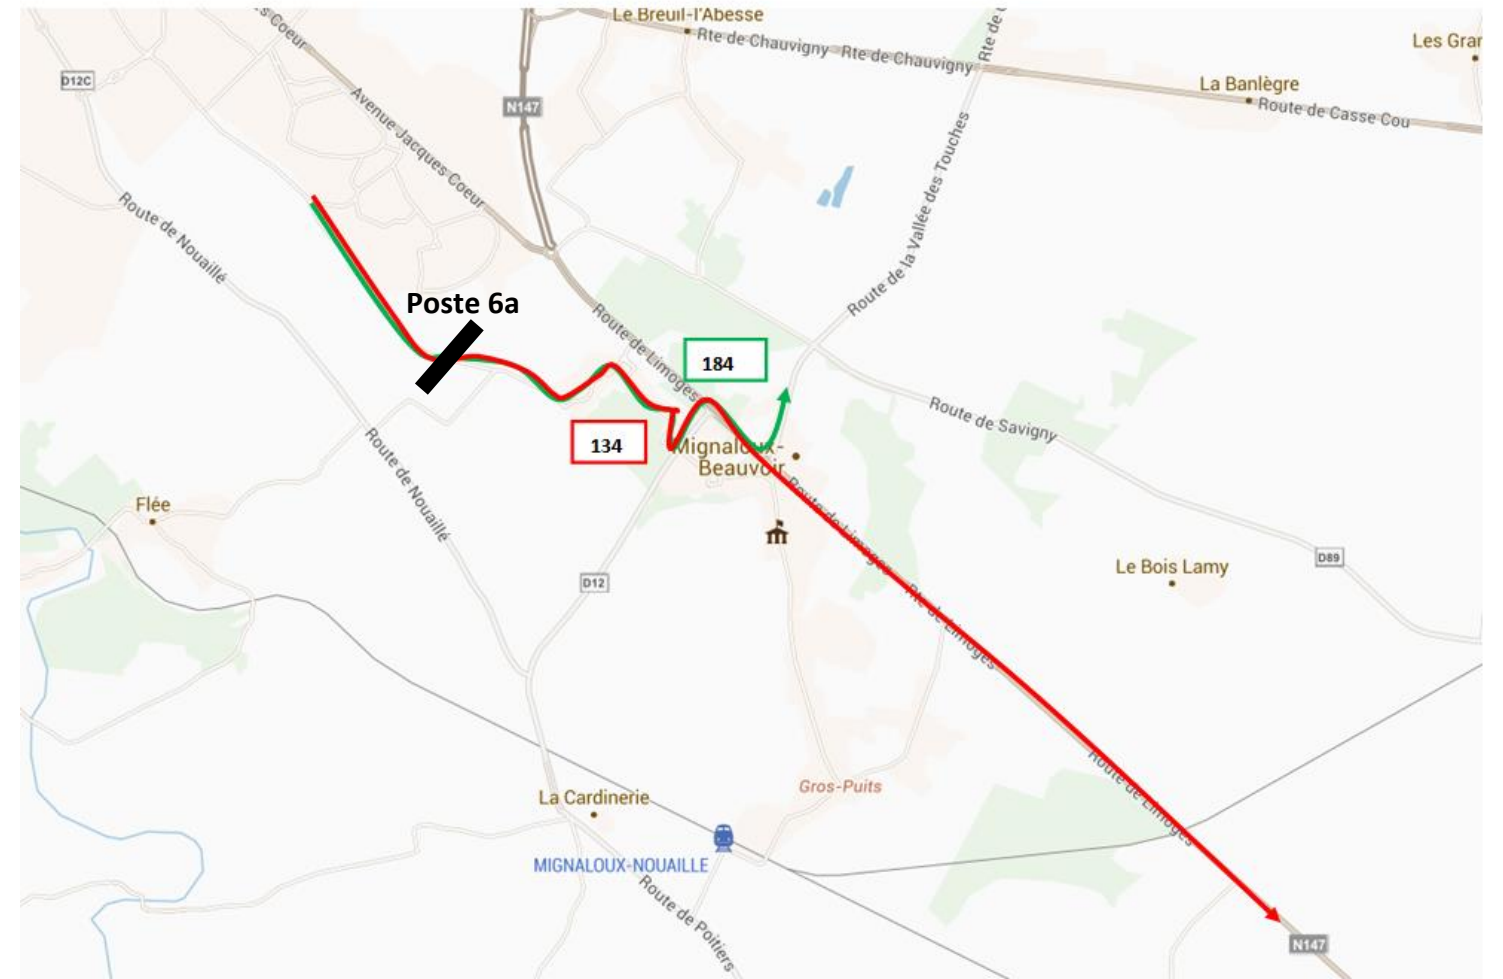 s Coeur
Le Breuil-l'Abesse
Rte de Chauvigny
Rte de Chauvigny
Les Grar
D12C
N147
La Banlègre
Route de Casse Cou
Avenue Jacques Coeur
Route de la Vallée des Touches
Route de Nouaillé
Poste 6a
Route de Limoges
184
134
Route de Savigny
Mignaloux-
Beauvoir
Route de Nouaillé
Flée
Route de Limoges
D89
Le Bois Lamy
D12
Rte de Limoges
Gros-Puits
Route de Limoges
La Cardinerie
MIGNALOUX-NOUAILLE
Route de Poitiers
N147